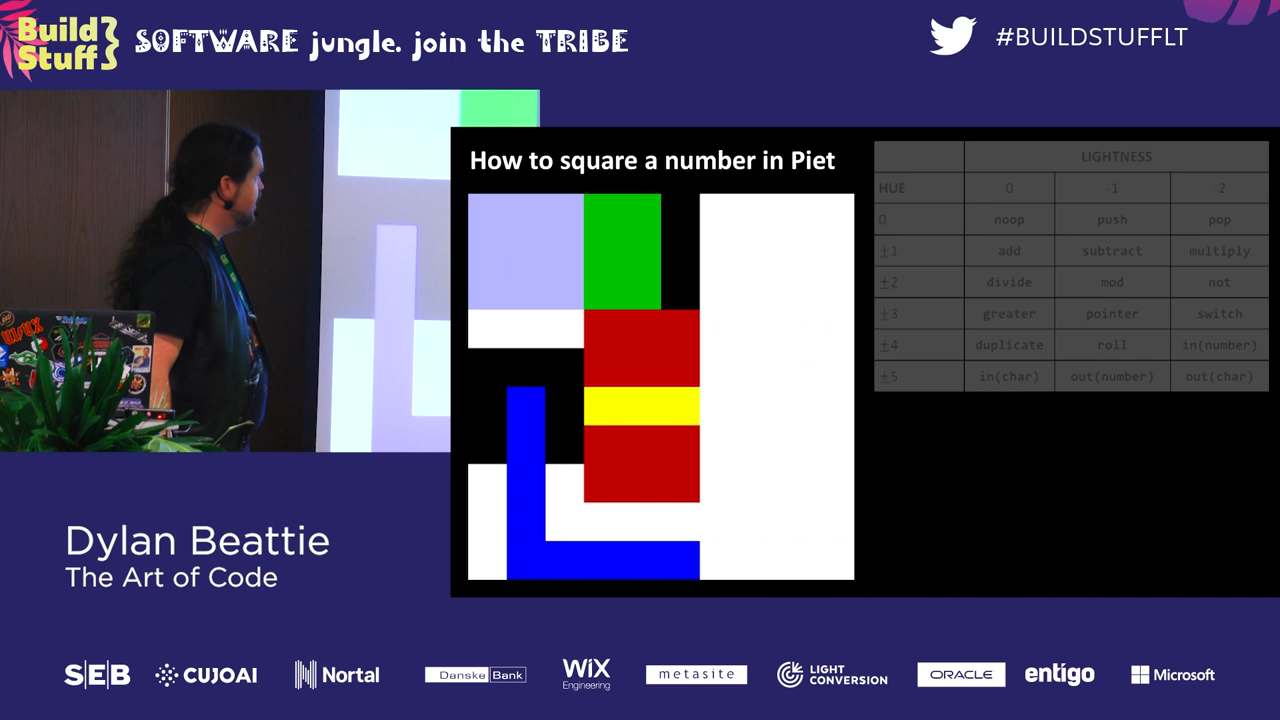 Build
Stuff
SOFTWARE jungle. join the TRIBE
#BUILDSTUFFLT
How to square a number in Piet
LIGHTNESS
HUE 0 -1 -2
0 noop push pop
±1 add subtract multiply
±2 divide mod not
±3 greater pointer switch
±4 duplicate roll in(number)
±5 in(char) out(number) out(char)
UI/UX
Dylan Beattie
The Art of Code
SEB CUJOAI Nortal Danske Bank WiX Engineering metasite LIGHT CONVERSION ORACLE entigo Microsoft